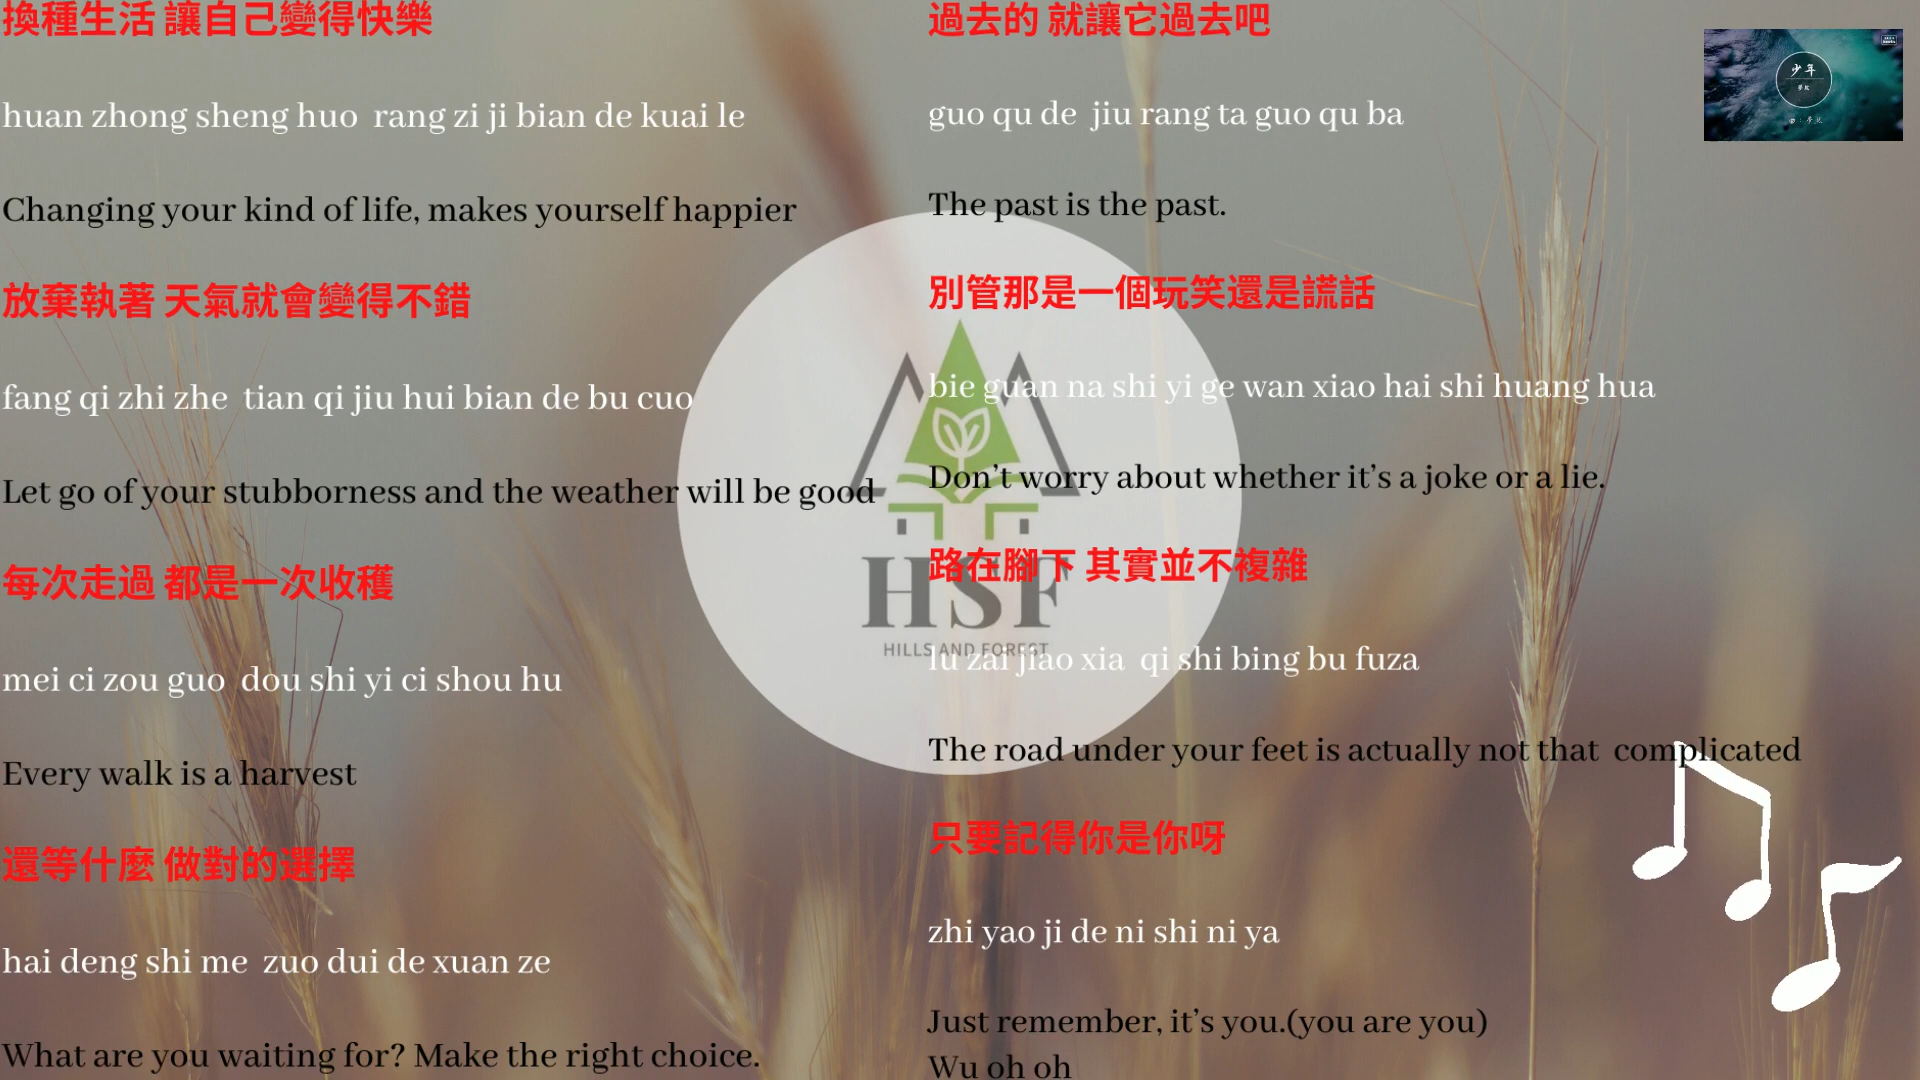 換種生活 讓自己變得快樂
huan zhong sheng huo rang zi ji bian de kuai le
Changing your kind of life, makes yourself happier
放棄執著 天氣就會變得不錯
fang qi zhi zhe tian qi jiu hui bian de bu cuo
Let go of your stubborness and the weather will be good
每次走過 都是一次收穫
mei ci zou guo dou shi yi ci shou hu
Every walk is a harvest
還等什麼 做對的選擇
hai deng shi me zuo dui de xuan ze
What are you waiting for? Make the right choice.
過去的 就讓它過去吧
guo qu de jiu rang ta guo qu ba
The past is the past.
別管那是一個玩笑還是謊話
bie guan na shi yi ge wan xiao hai shi huang hua
Don't worry about whether it's a joke or a lie.
路在腳下 其實並不複雜
lu zai jiao xia qi shi bing bu fuza
The road under your feet is actually not that complicated
只要記得你是你呀
zhi yao ji de ni shi ni ya
Just remember, it's you.(you are you)
Wu oh oh
HSF
HILLS AND FOREST
少年